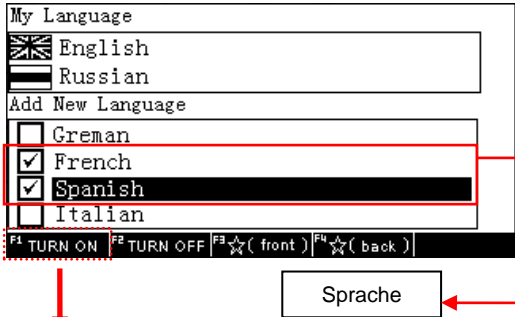 My Language
English
Russian
Add New Language
Greman
French
Spanish
Italian
F1 TURN ON F2 TURN OFF F3 ☆( front ) F4 ☆( back )
Sprache